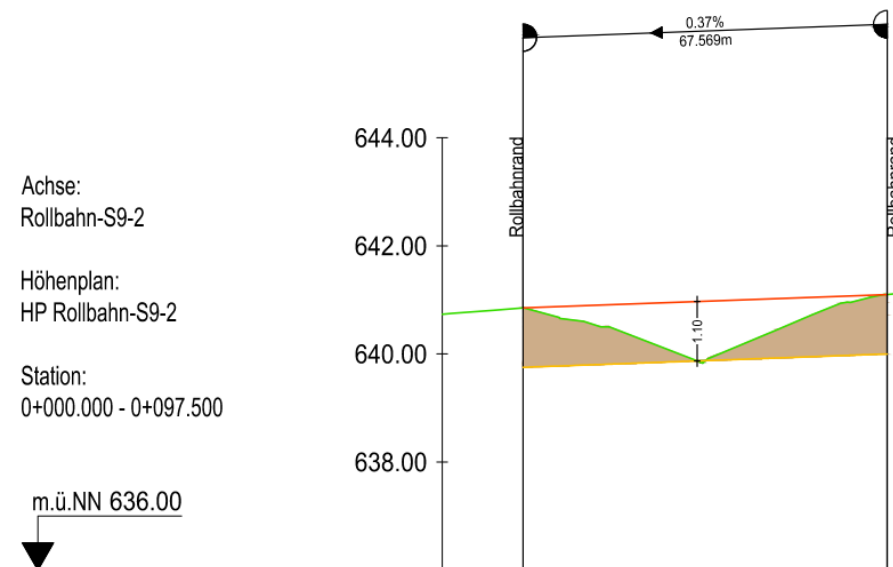 0.37%
67.569m
644.00
Rollbahnrand
Rollbahnrand
Achse:
Rollbahn-S9-2
642.00
Höhenplan:
HP Rollbahn-S9-2
1.10
640.00
Station:
0+000.000 - 0+097.500
638.00
m.ü.NN 636.00